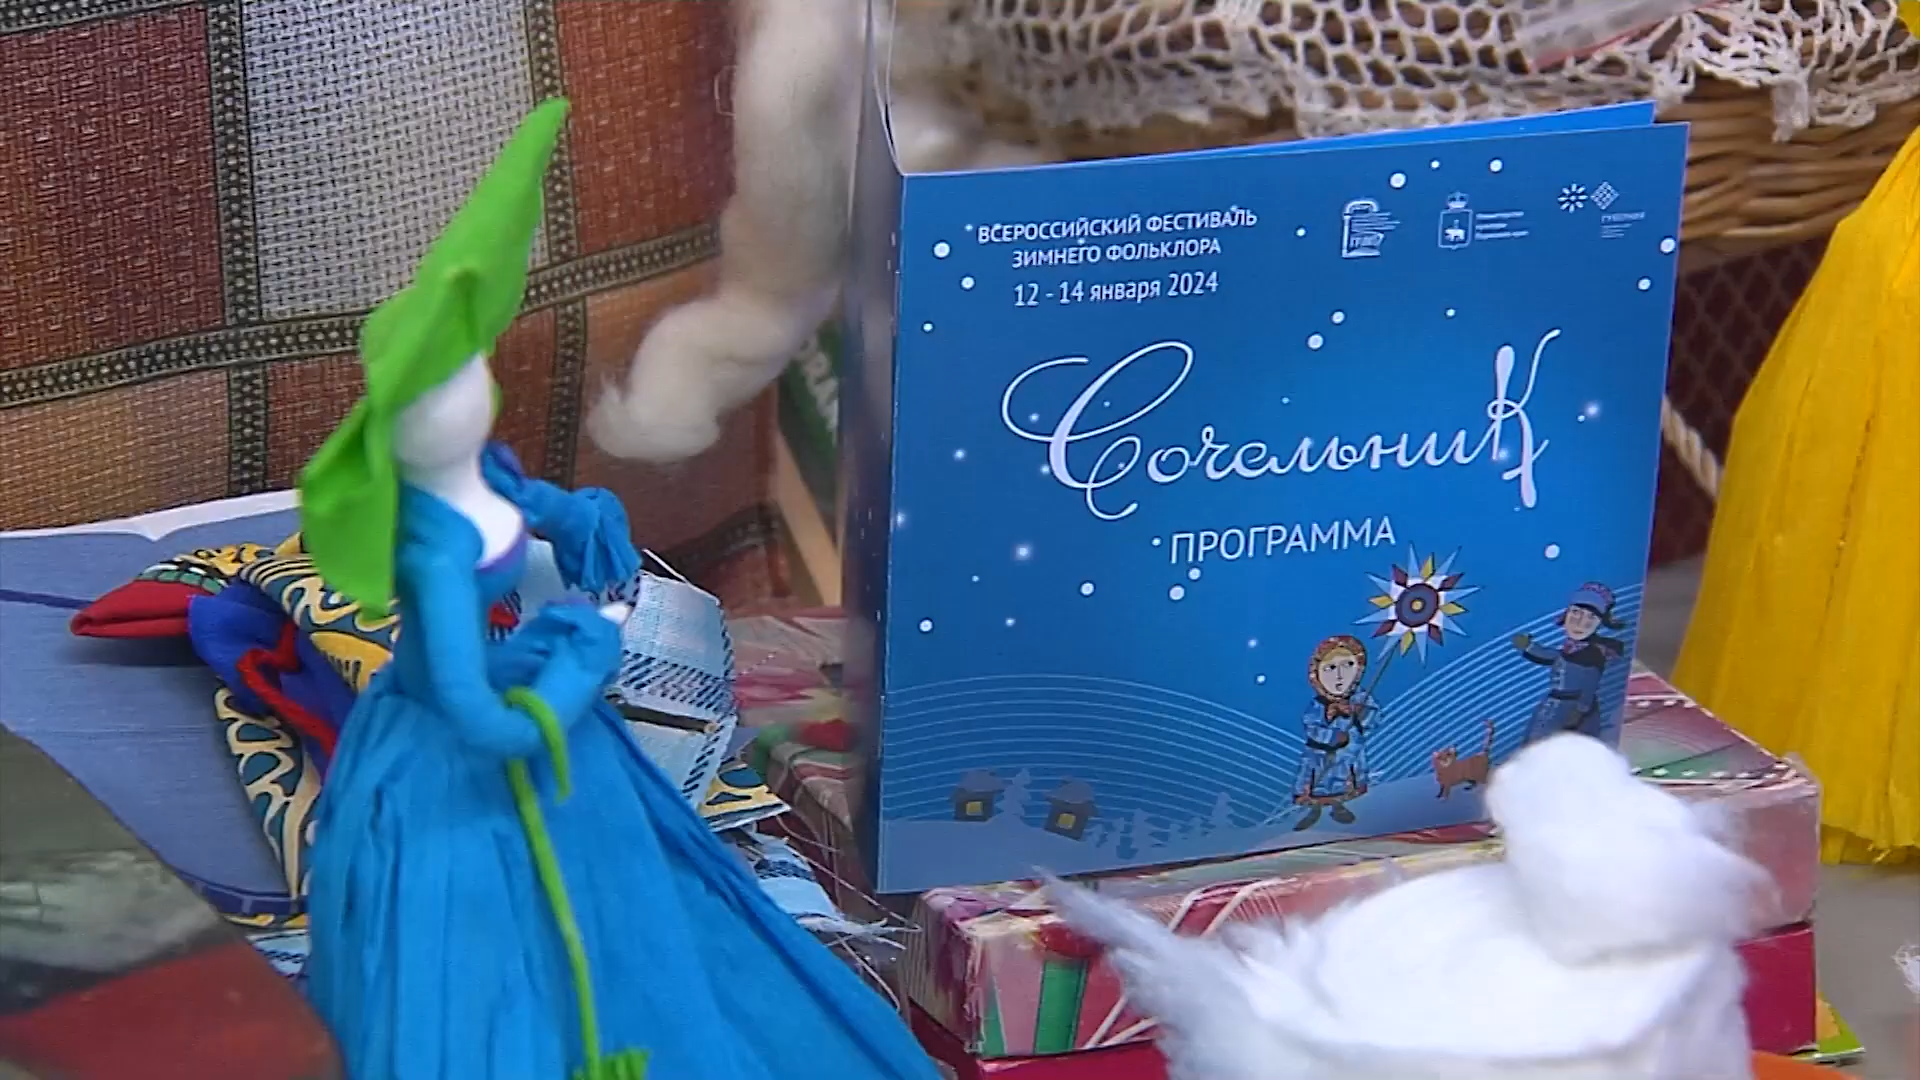 ВСЕРОССИЙСКИЙ ФЕСТИВАЛЬ
ЗИМНЕГО ФОЛЬКЛОРА
12 - 14 января 2024
Сочельник
ПРОГРАММА